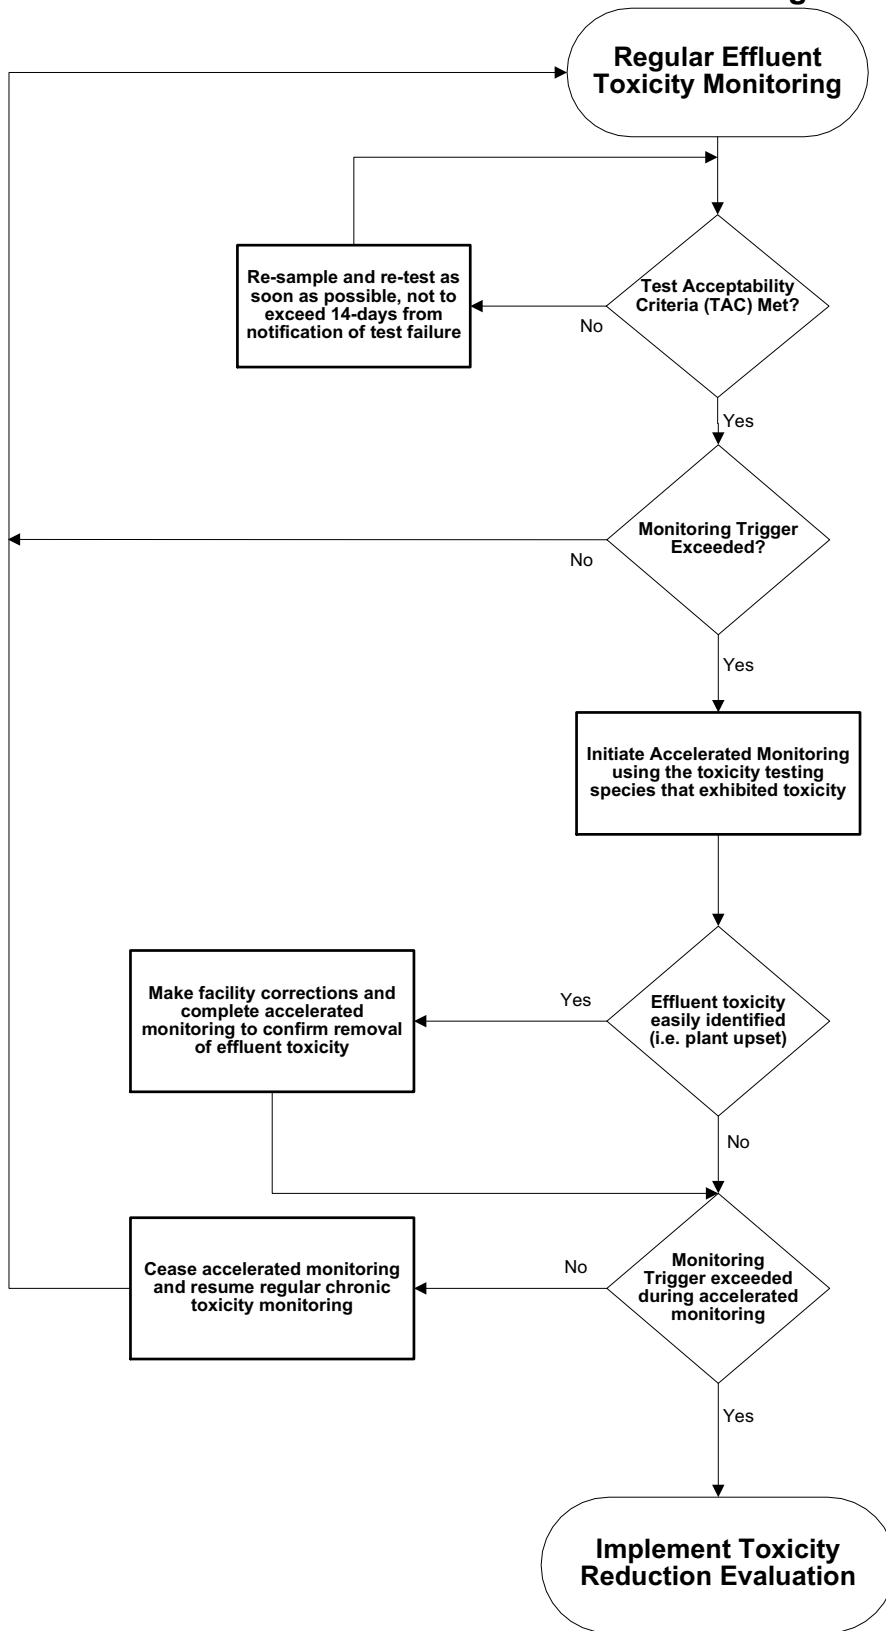 Regular Effluent
Toxicity Monitoring
Test Acceptability
Criteria (TAC) Met?
Re-sample and re-test as
soon as possible, not to
exceed 14-days from
notification of test failure
No
Yes
Monitoring Trigger
Exceeded?
No
Yes
Initiate Accelerated Monitoring
using the toxicity testing
species that exhibited toxicity
Effluent toxicity
easily identified
(i.e. plant upset)
Yes
Make facility corrections and
complete accelerated
monitoring to confirm removal
of effluent toxicity
No
Monitoring
Trigger exceeded
during accelerated
monitoring
No
Cease accelerated monitoring
and resume regular chronic
toxicity monitoring
Yes
Implement Toxicity
Reduction Evaluation